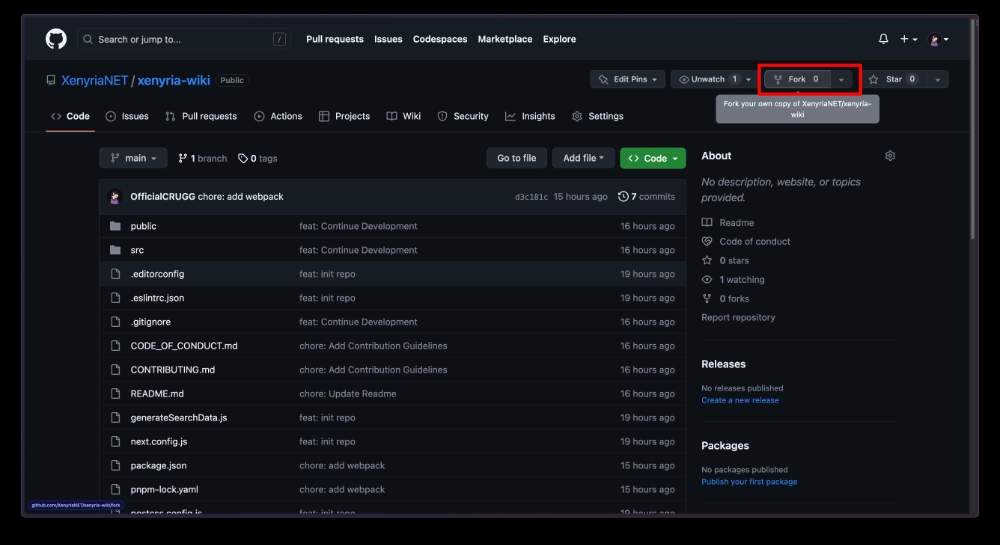 Search or jump to... /
Pull requests Issues Codespaces Marketplace Explore
XenyriaNET / xenyria-wiki Public
Edit Pins Unwatch 1 Fork 0 Star 0
Fork your own copy of XenyriaNET/xenyria-
wiki
Code Issues Pull requests Actions Projects Wiki Security Insights Settings
main 1 branch 0 tags Go to file Add file Code
OfficialCRUGG chore: add webpack d3c181c 15 hours ago 7 commits
public feat: Continue Development 16 hours ago
src feat: Continue Development 16 hours ago
.editorconfig feat: init repo 19 hours ago
.eslintrc.json feat: init repo 19 hours ago
.gitignore feat: Continue Development 16 hours ago
CODE_OF_CONDUCT.md chore: Add Contribution Guidelines 16 hours ago
CONTRIBUTING.md chore: Add Contribution Guidelines 16 hours ago
README.md chore: Update Readme 16 hours ago
generateSearchData.js feat: init repo 19 hours ago
next.config.js feat: init repo 19 hours ago
package.json chore: add webpack 15 hours ago
pnpm-lock.yaml chore: add webpack 15 hours ago
postcss.config.js feat: init repo 19 hours ago
About
No description, website, or topics
provided.
Readme
Code of conduct
0 stars
1 watching
0 forks
Report repository
Releases
No releases published
Create a new release
Packages
No packages published
Publish your first package
github.com/XenyriaNET/xenyria-wiki/fork